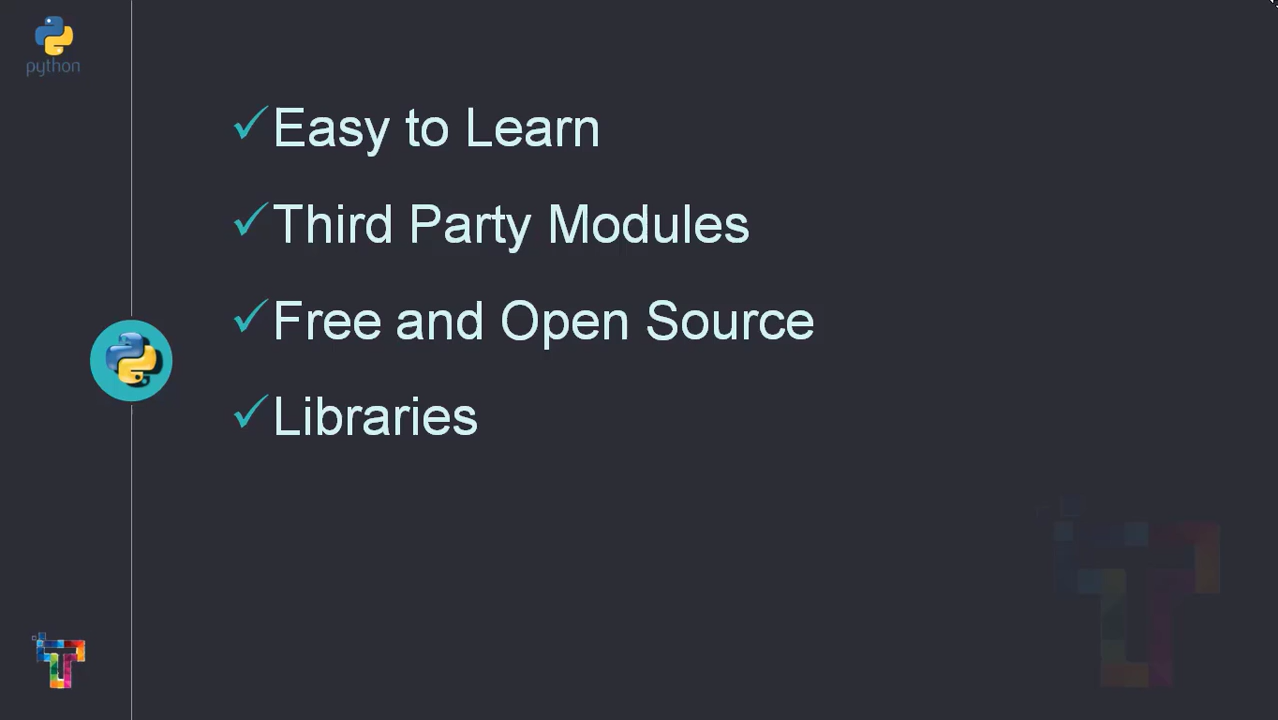 python
✓Easy to Learn
✓Third Party Modules
✓Free and Open Source
✓Libraries